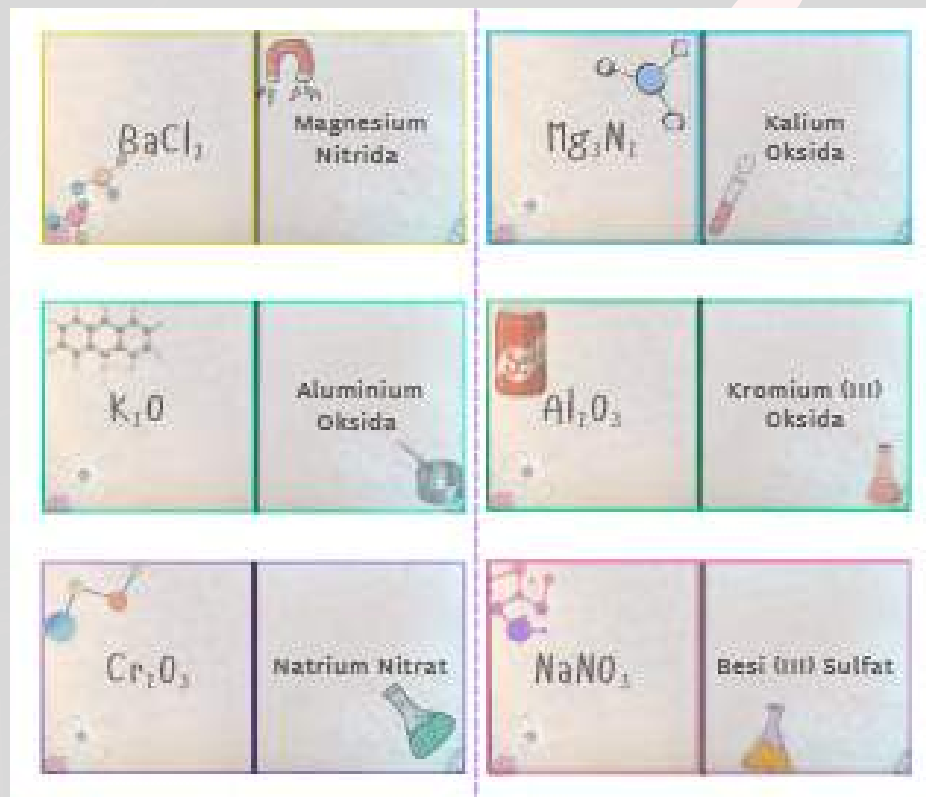 BaCl₂
Magnesium
Nitrida
Mg₃N₂
Kalium
Oksida
K₂O
Aluminium
Oksida
Al₂O₃
Kromium (III)
Oksida
Cr₂O₃
Natrium Nitrat
NaNO₃
Besi (III) Sulfat